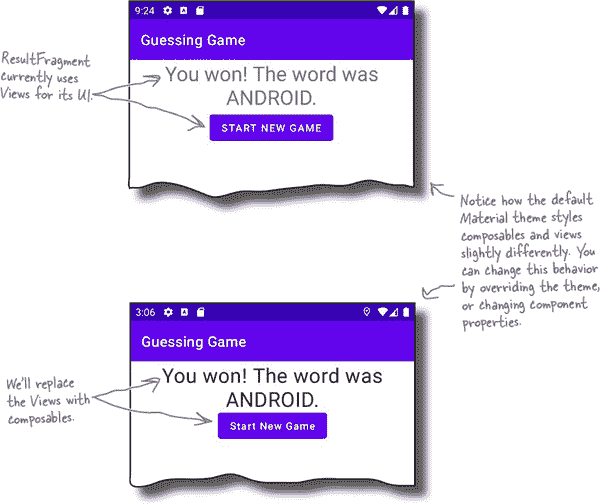 9:24
Guessing Game
ResultFragment
currently uses
Views for its UI.
You won! The word was
ANDROID.
START NEW GAME
Notice how the default
Material theme styles
composables and views
slightly differently. You
can change this behavior
by overriding the theme,
or changing component
properties.
3:06
Guessing Game
We'll replace
the Views with
composables.
You won! The word was
ANDROID.
Start New Game